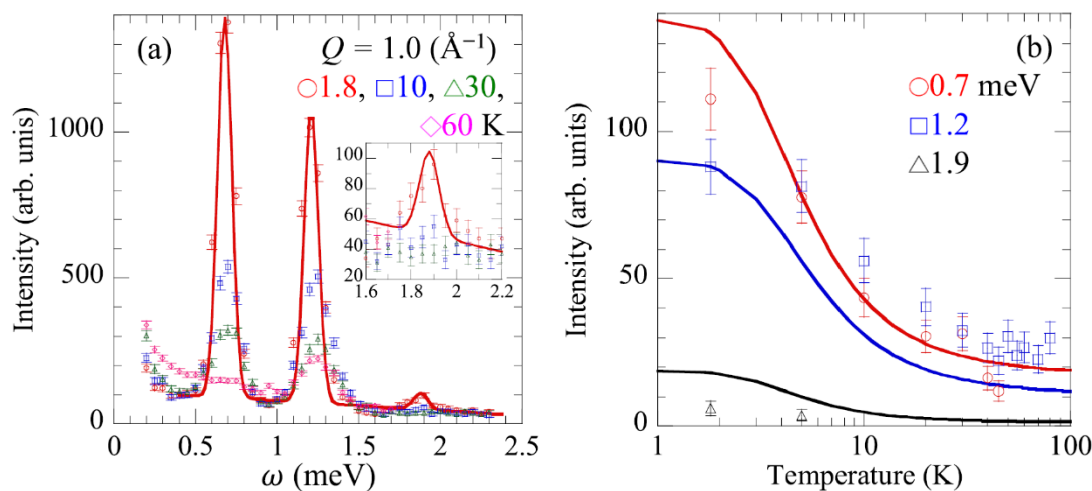 (a)
Q = 1.0 (Å⁻¹)
○1.8, □10, △30,
◇60 K
Intensity (arb. unis)
1000
500
0
0 0.5 1 1.5 2 2.5
ω (meV)
100
80
60
40
20
1.6 1.8 2 2.2
(b)
○0.7 meV
□1.2
△1.9
Intensity (arb. units)
100
50
0
1 10 100
Temperature (K)